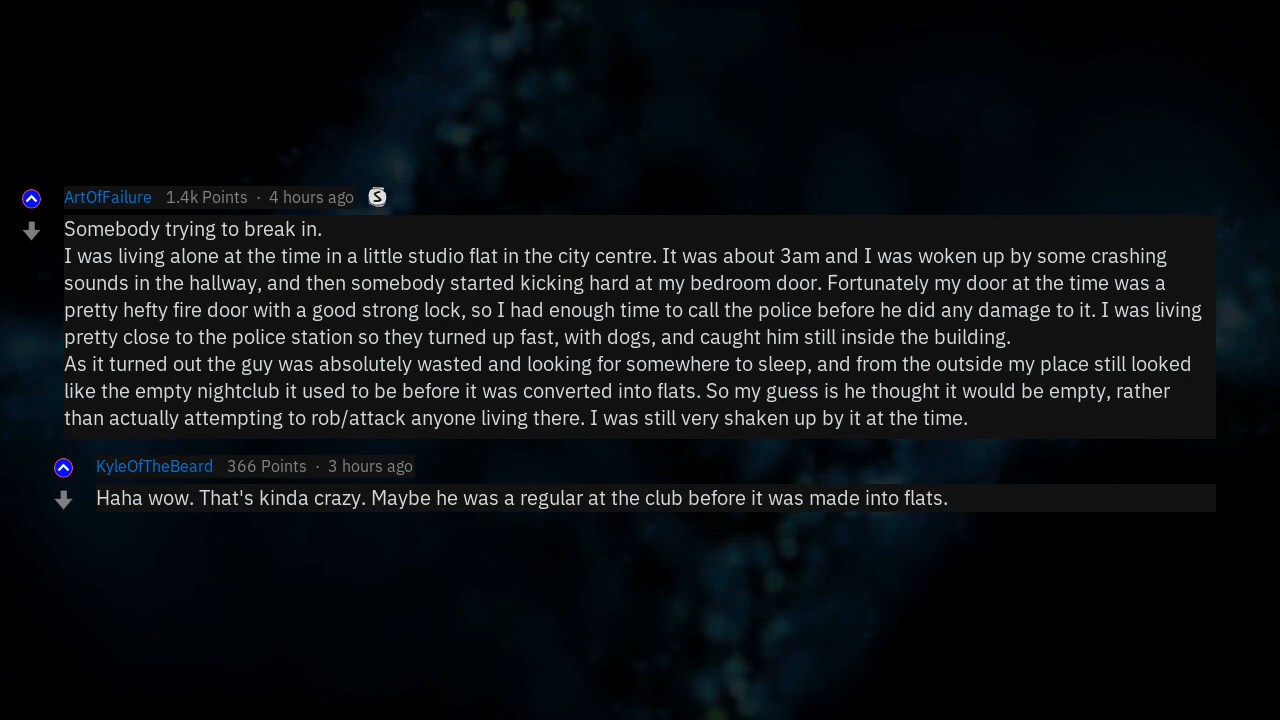 ArtOfFailure 1.4k Points · 4 hours ago S
Somebody trying to break in.
I was living alone at the time in a little studio flat in the city centre. It was about 3am and I was woken up by some crashing
sounds in the hallway, and then somebody started kicking hard at my bedroom door. Fortunately my door at the time was a
pretty hefty fire door with a good strong lock, so I had enough time to call the police before he did any damage to it. I was living
pretty close to the police station so they turned up fast, with dogs, and caught him still inside the building.
As it turned out the guy was absolutely wasted and looking for somewhere to sleep, and from the outside my place still looked
like the empty nightclub it used to be before it was converted into flats. So my guess is he thought it would be empty, rather
than actually attempting to rob/attack anyone living there. I was still very shaken up by it at the time.
KyleOfTheBeard 366 Points · 3 hours ago
Haha wow. That's kinda crazy. Maybe he was a regular at the club before it was made into flats.